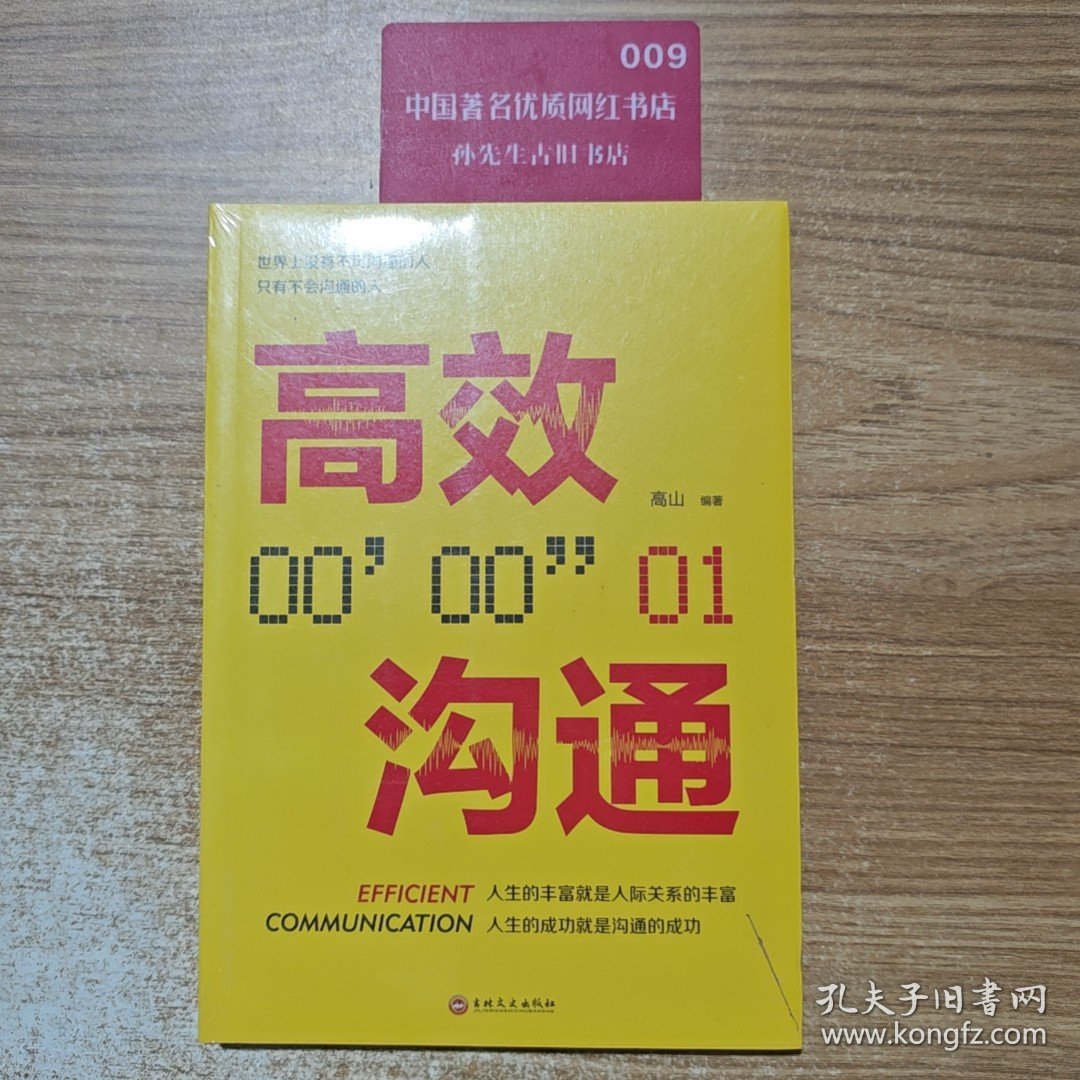 009
中国著名优质网红书店
孙先生古旧书店
世界上没有不可沟通的人
只有不会沟通的人
高效
高山 编著
00’ 00” 01
沟通
EFFICIENT 人生的丰富就是人际关系的丰富
COMMUNICATION 人生的成功就是沟通的成功
吉林文史出版社
JILINWENSHICHUBANSHE
孔夫子旧書网
www.kongfz.com